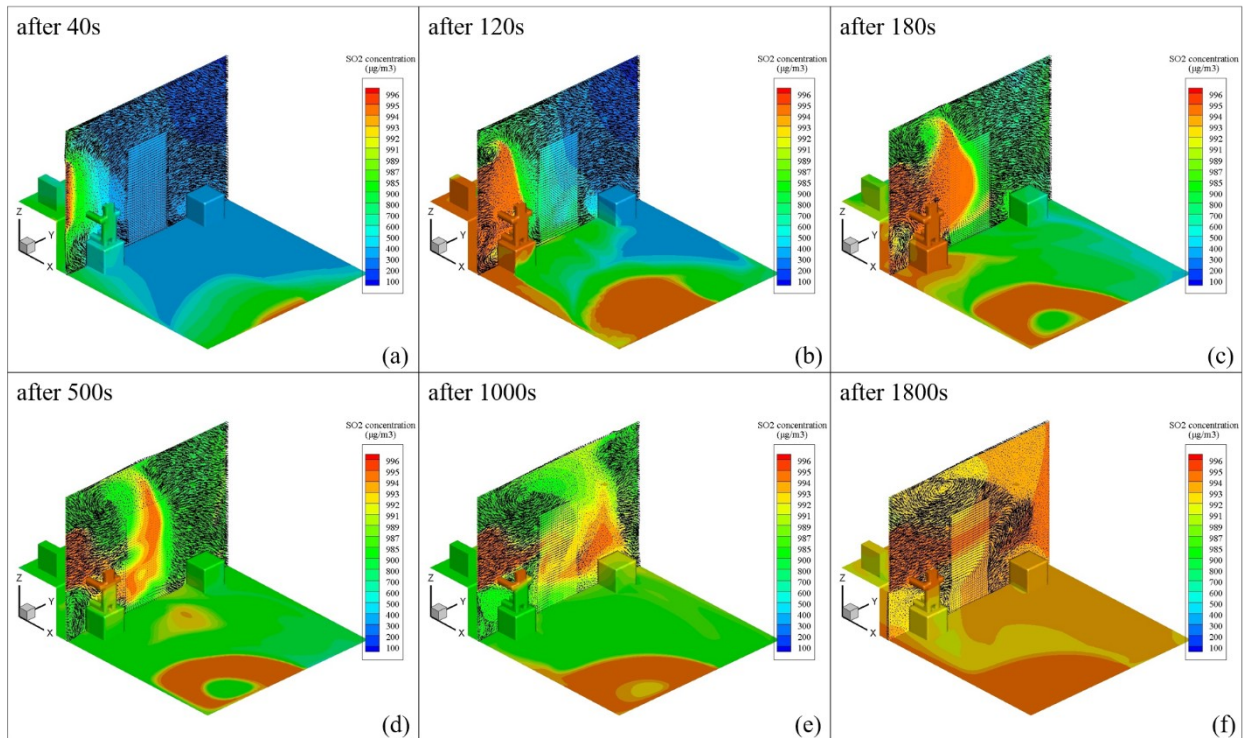 after 40s
SO2 concentration
(μg/m3)
996
995
994
993
992
991
989
987
985
900
800
700
600
500
400
300
200
100
Z
Y
X
(a)
after 120s
SO2 concentration
(μg/m3)
996
995
994
993
992
991
989
987
985
900
800
700
600
500
400
300
200
100
Z
Y
X
(b)
after 180s
SO2 concentration
(μg/m3)
996
995
994
993
992
991
989
987
985
900
800
700
600
500
400
300
200
100
Z
Y
X
(c)
after 500s
SO2 concentration
(μg/m3)
996
995
994
993
992
991
989
987
985
900
800
700
600
500
400
300
200
100
Z
Y
X
(d)
after 1000s
SO2 concentration
(μg/m3)
996
995
994
993
992
991
989
987
985
900
800
700
600
500
400
300
200
100
Z
Y
X
(e)
after 1800s
SO2 concentration
(μg/m3)
996
995
994
993
992
991
989
987
985
900
800
700
600
500
400
300
200
100
Z
Y
X
(f)